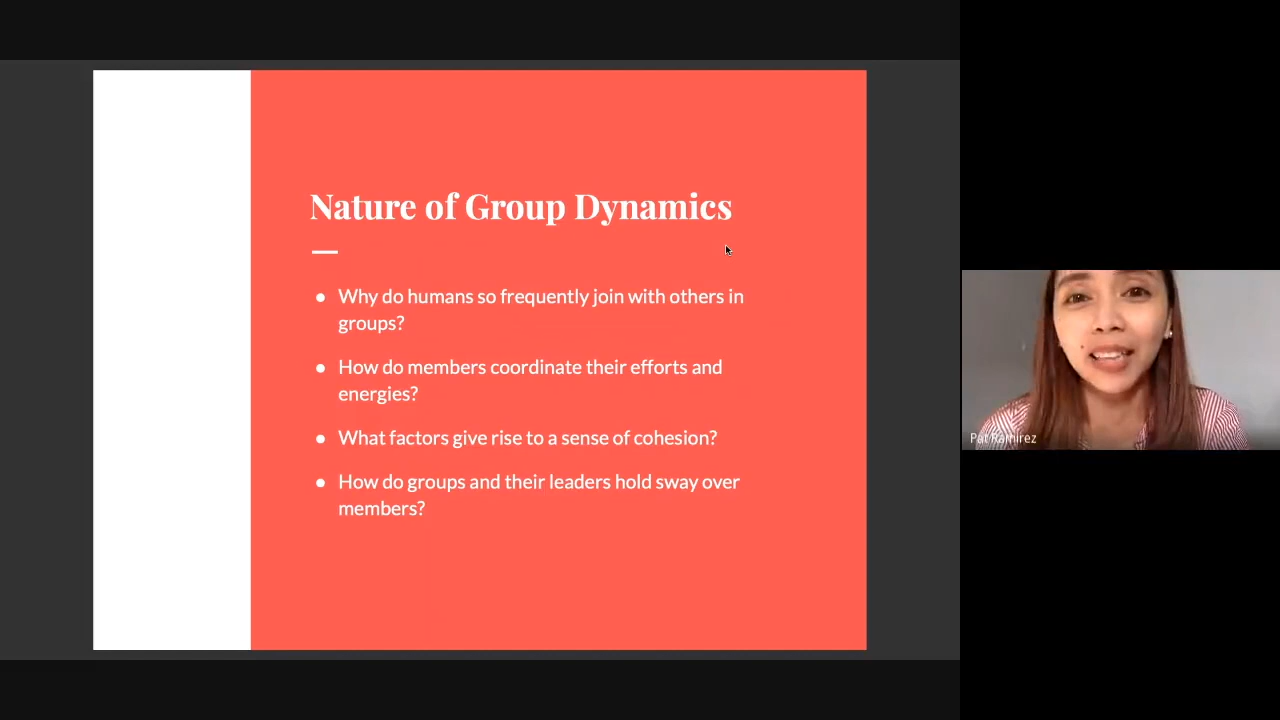 Nature of Group Dynamics
● Why do humans so frequently join with others in
groups?
● How do members coordinate their efforts and
energies?
● What factors give rise to a sense of cohesion?
● How do groups and their leaders hold sway over
members?
Pat Ramirez